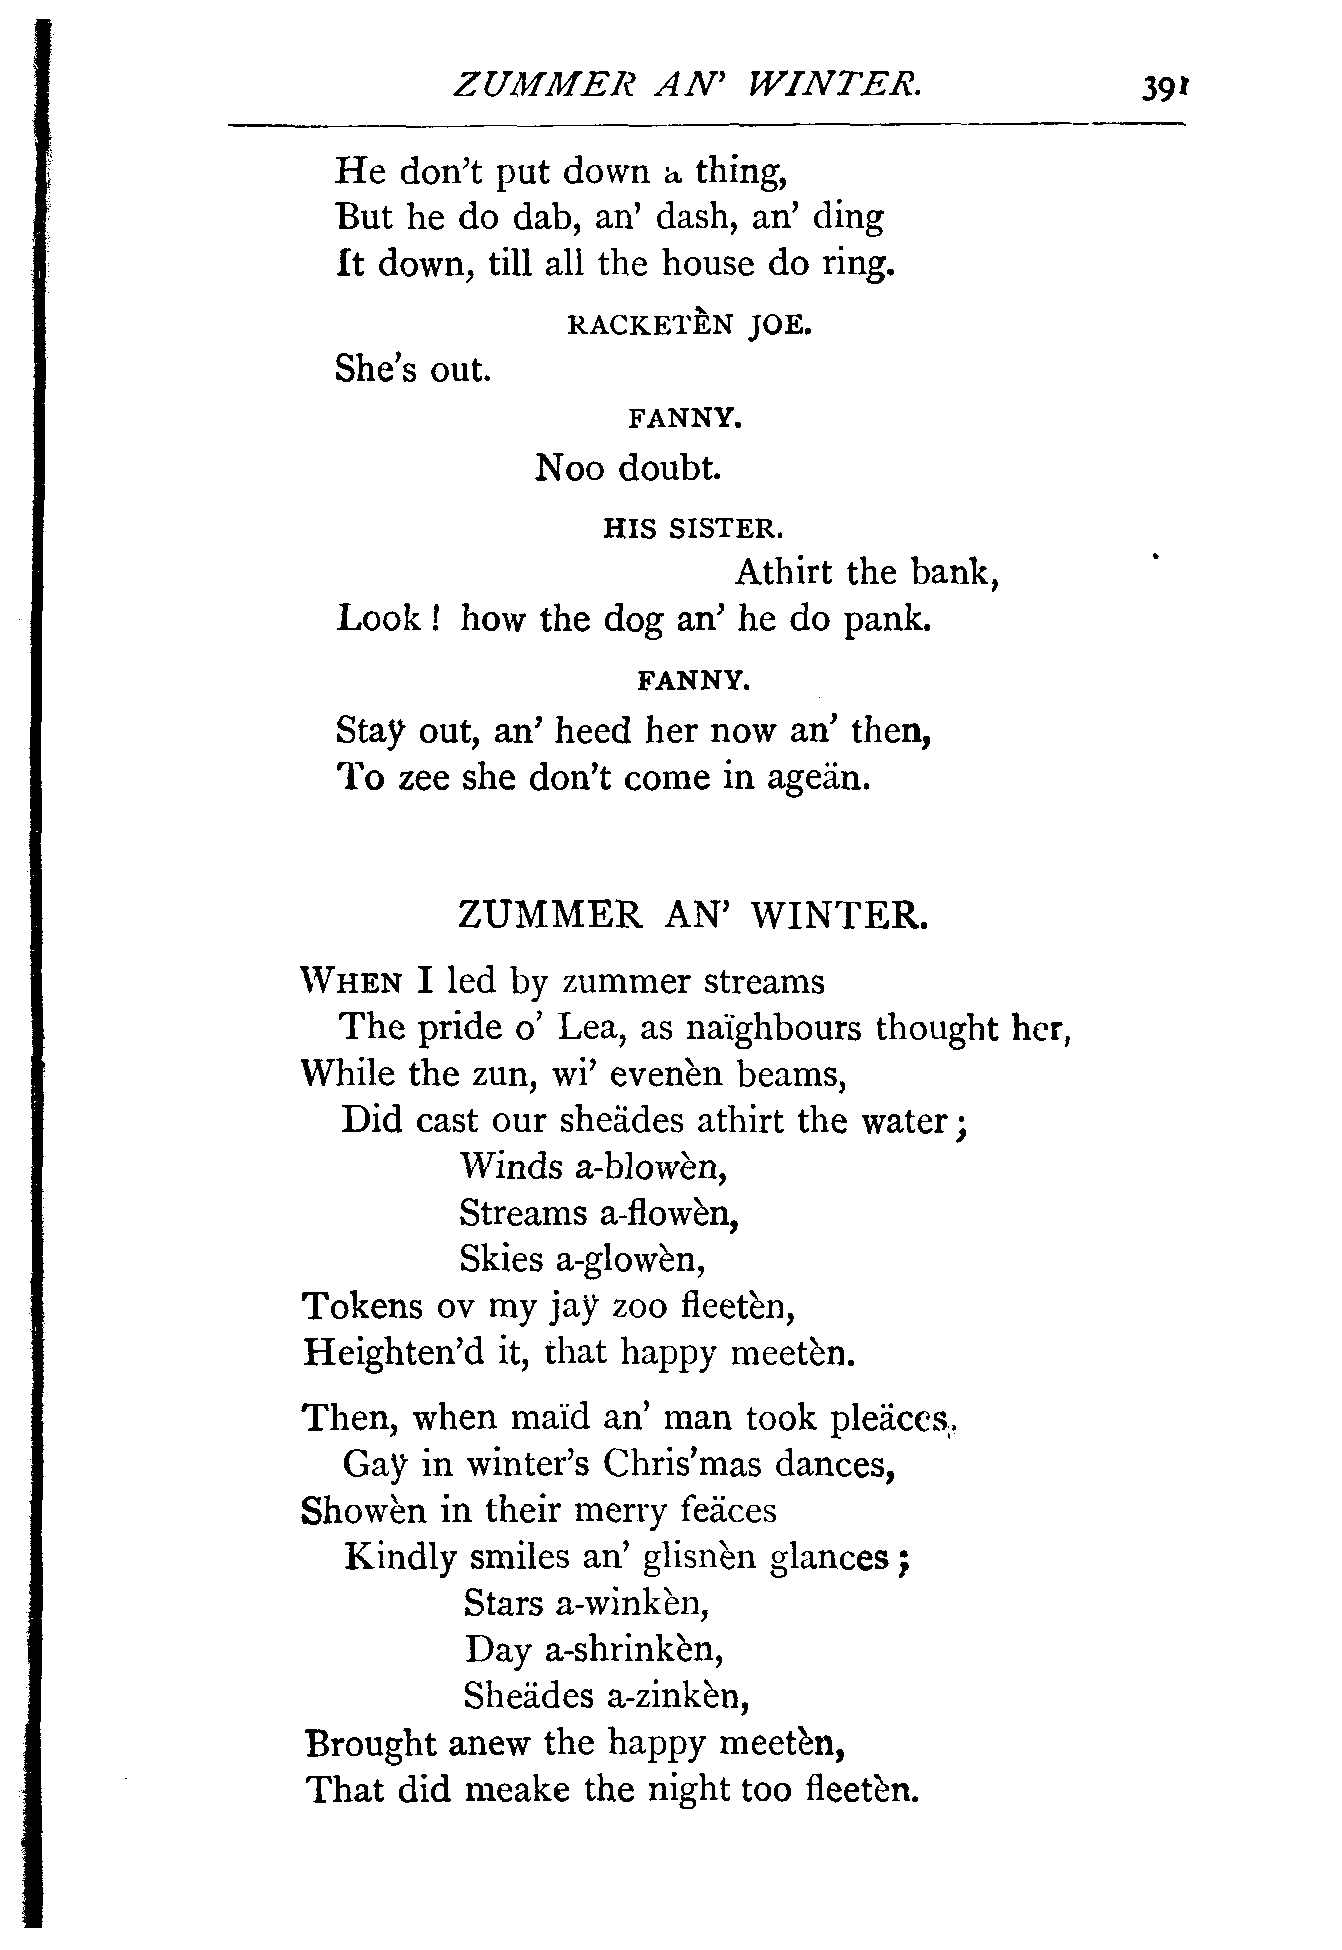 ZUMMER AN' WINTER. 391
He don't put down a thing,
But he do dab, an' dash, an' ding
It down, till all the house do ring.
RACKETÈN JOE.
She's out.
FANNY.
Noo doubt.
HIS SISTER.
Athirt the bank,
Look! how the dog an' he do pank.
FANNY.
Staÿ out, an' heed her now an' then,
To zee she don't come in ageän.
ZUMMER AN' WINTER.
WHEN I led by zummer streams
The pride o' Lea, as naïghbours thought her,
While the zun, wi' evenèn beams,
Did cast our sheädes athirt the water;
Winds a-blowèn,
Streams a-flowèn,
Skies a-glowèn,
Tokens ov my jaÿ zoo fleetèn,
Heighten'd it, that happy meetèn.
Then, when maïd an' man took pleäces,
Gaÿ in winter's Chris'mas dances,
Showèn in their merry feäces
Kindly smiles an' glisnèn glances;
Stars a-winkèn,
Day a-shrinkèn,
Sheädes a-zinkèn,
Brought anew the happy meetèn,
That did meake the night too fleetèn.